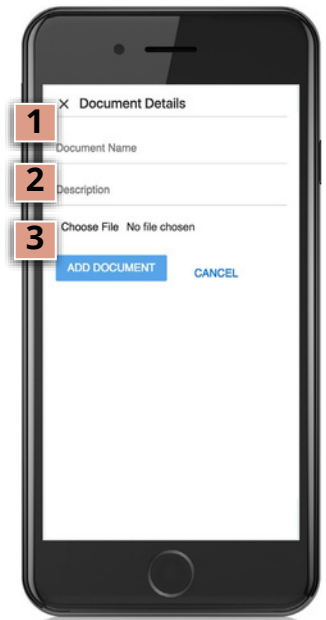 1
× Document Details
Document Name
2
Description
3
Choose File No file chosen
ADD DOCUMENT CANCEL